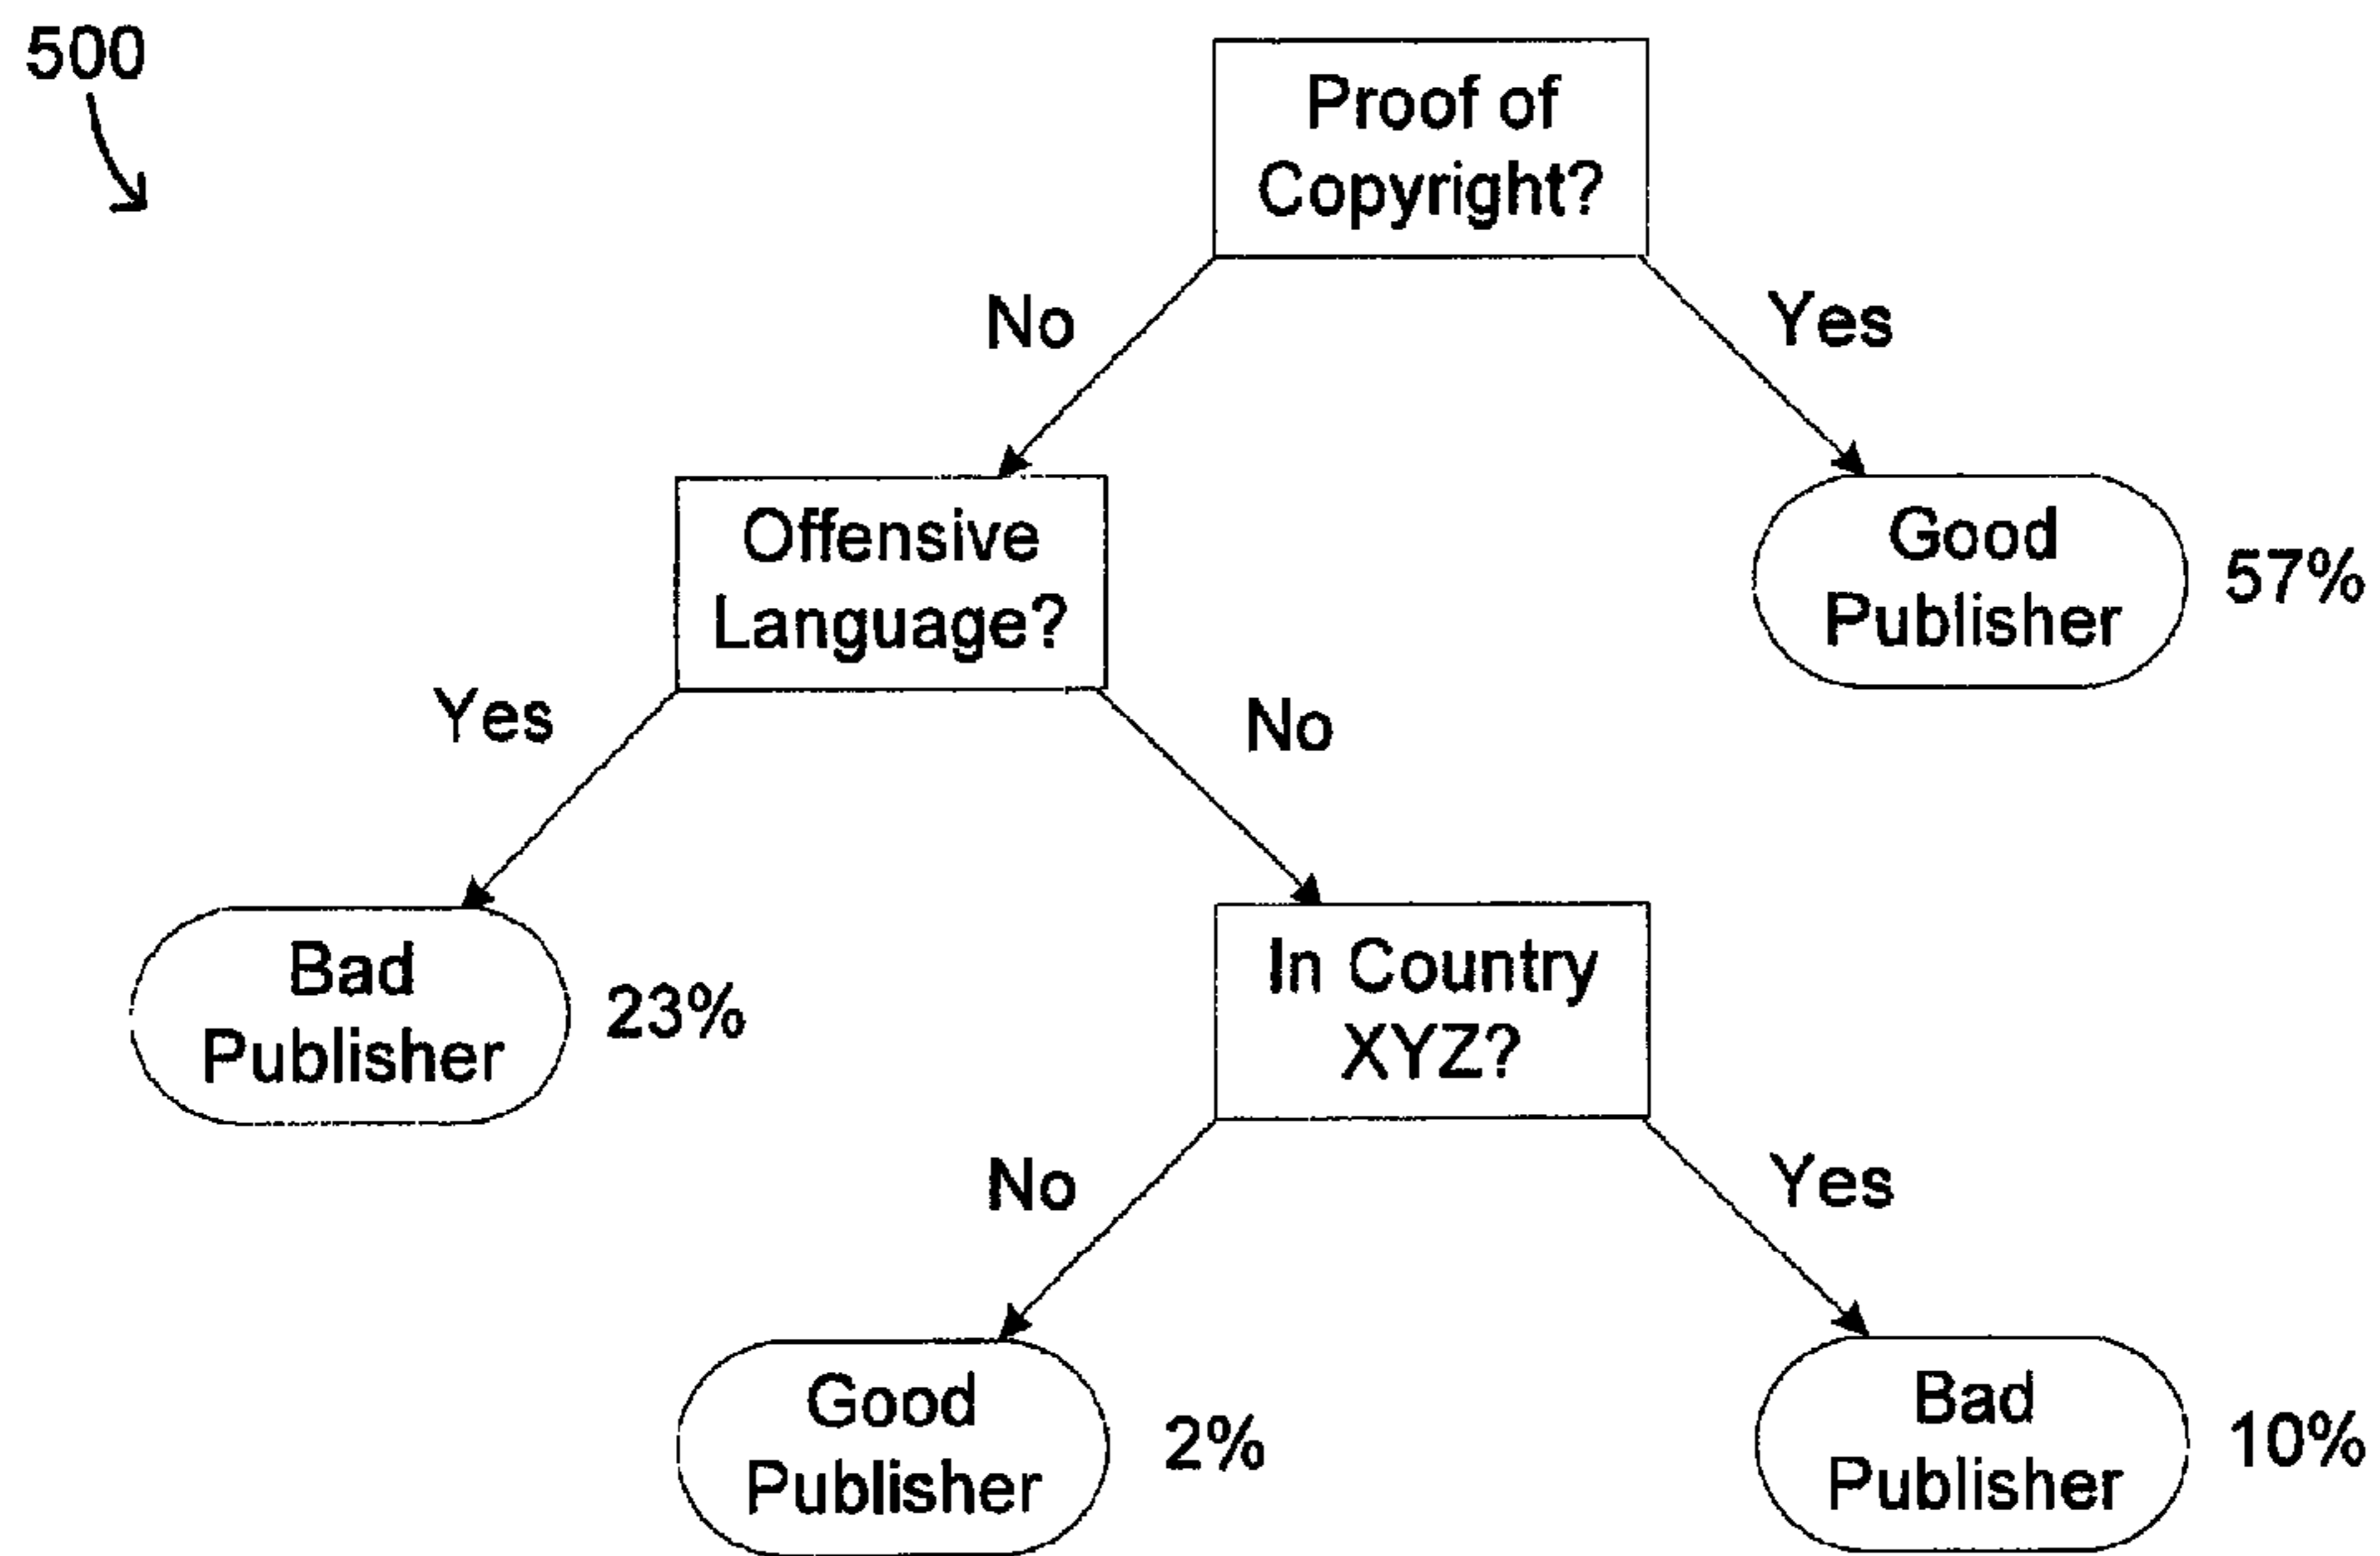 500
Proof of
Copyright?
No
Yes
Offensive
Language?
Good
Publisher
57%
Yes
No
Bad
Publisher
23%
In Country
XYZ?
No
Yes
Good
Publisher
2%
Bad
Publisher
10%